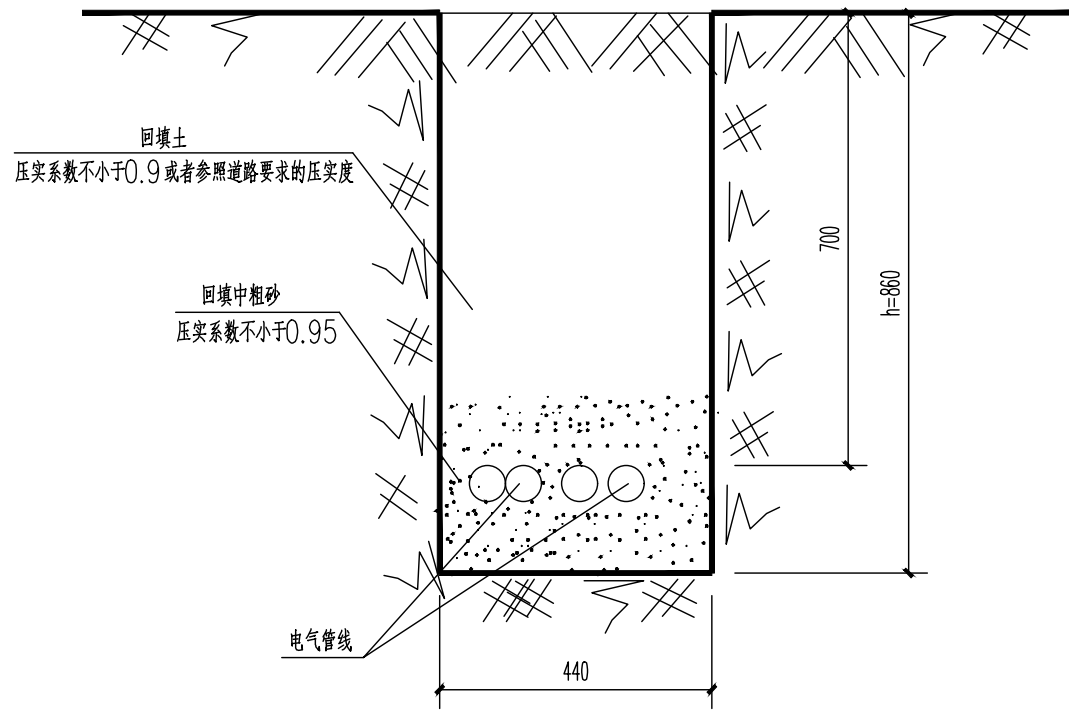 回填土
压实系数不小于0.9或者参照道路要求的压实度
回填中粗砂
压实系数不小于0.95
700
h=860
电气管线
440